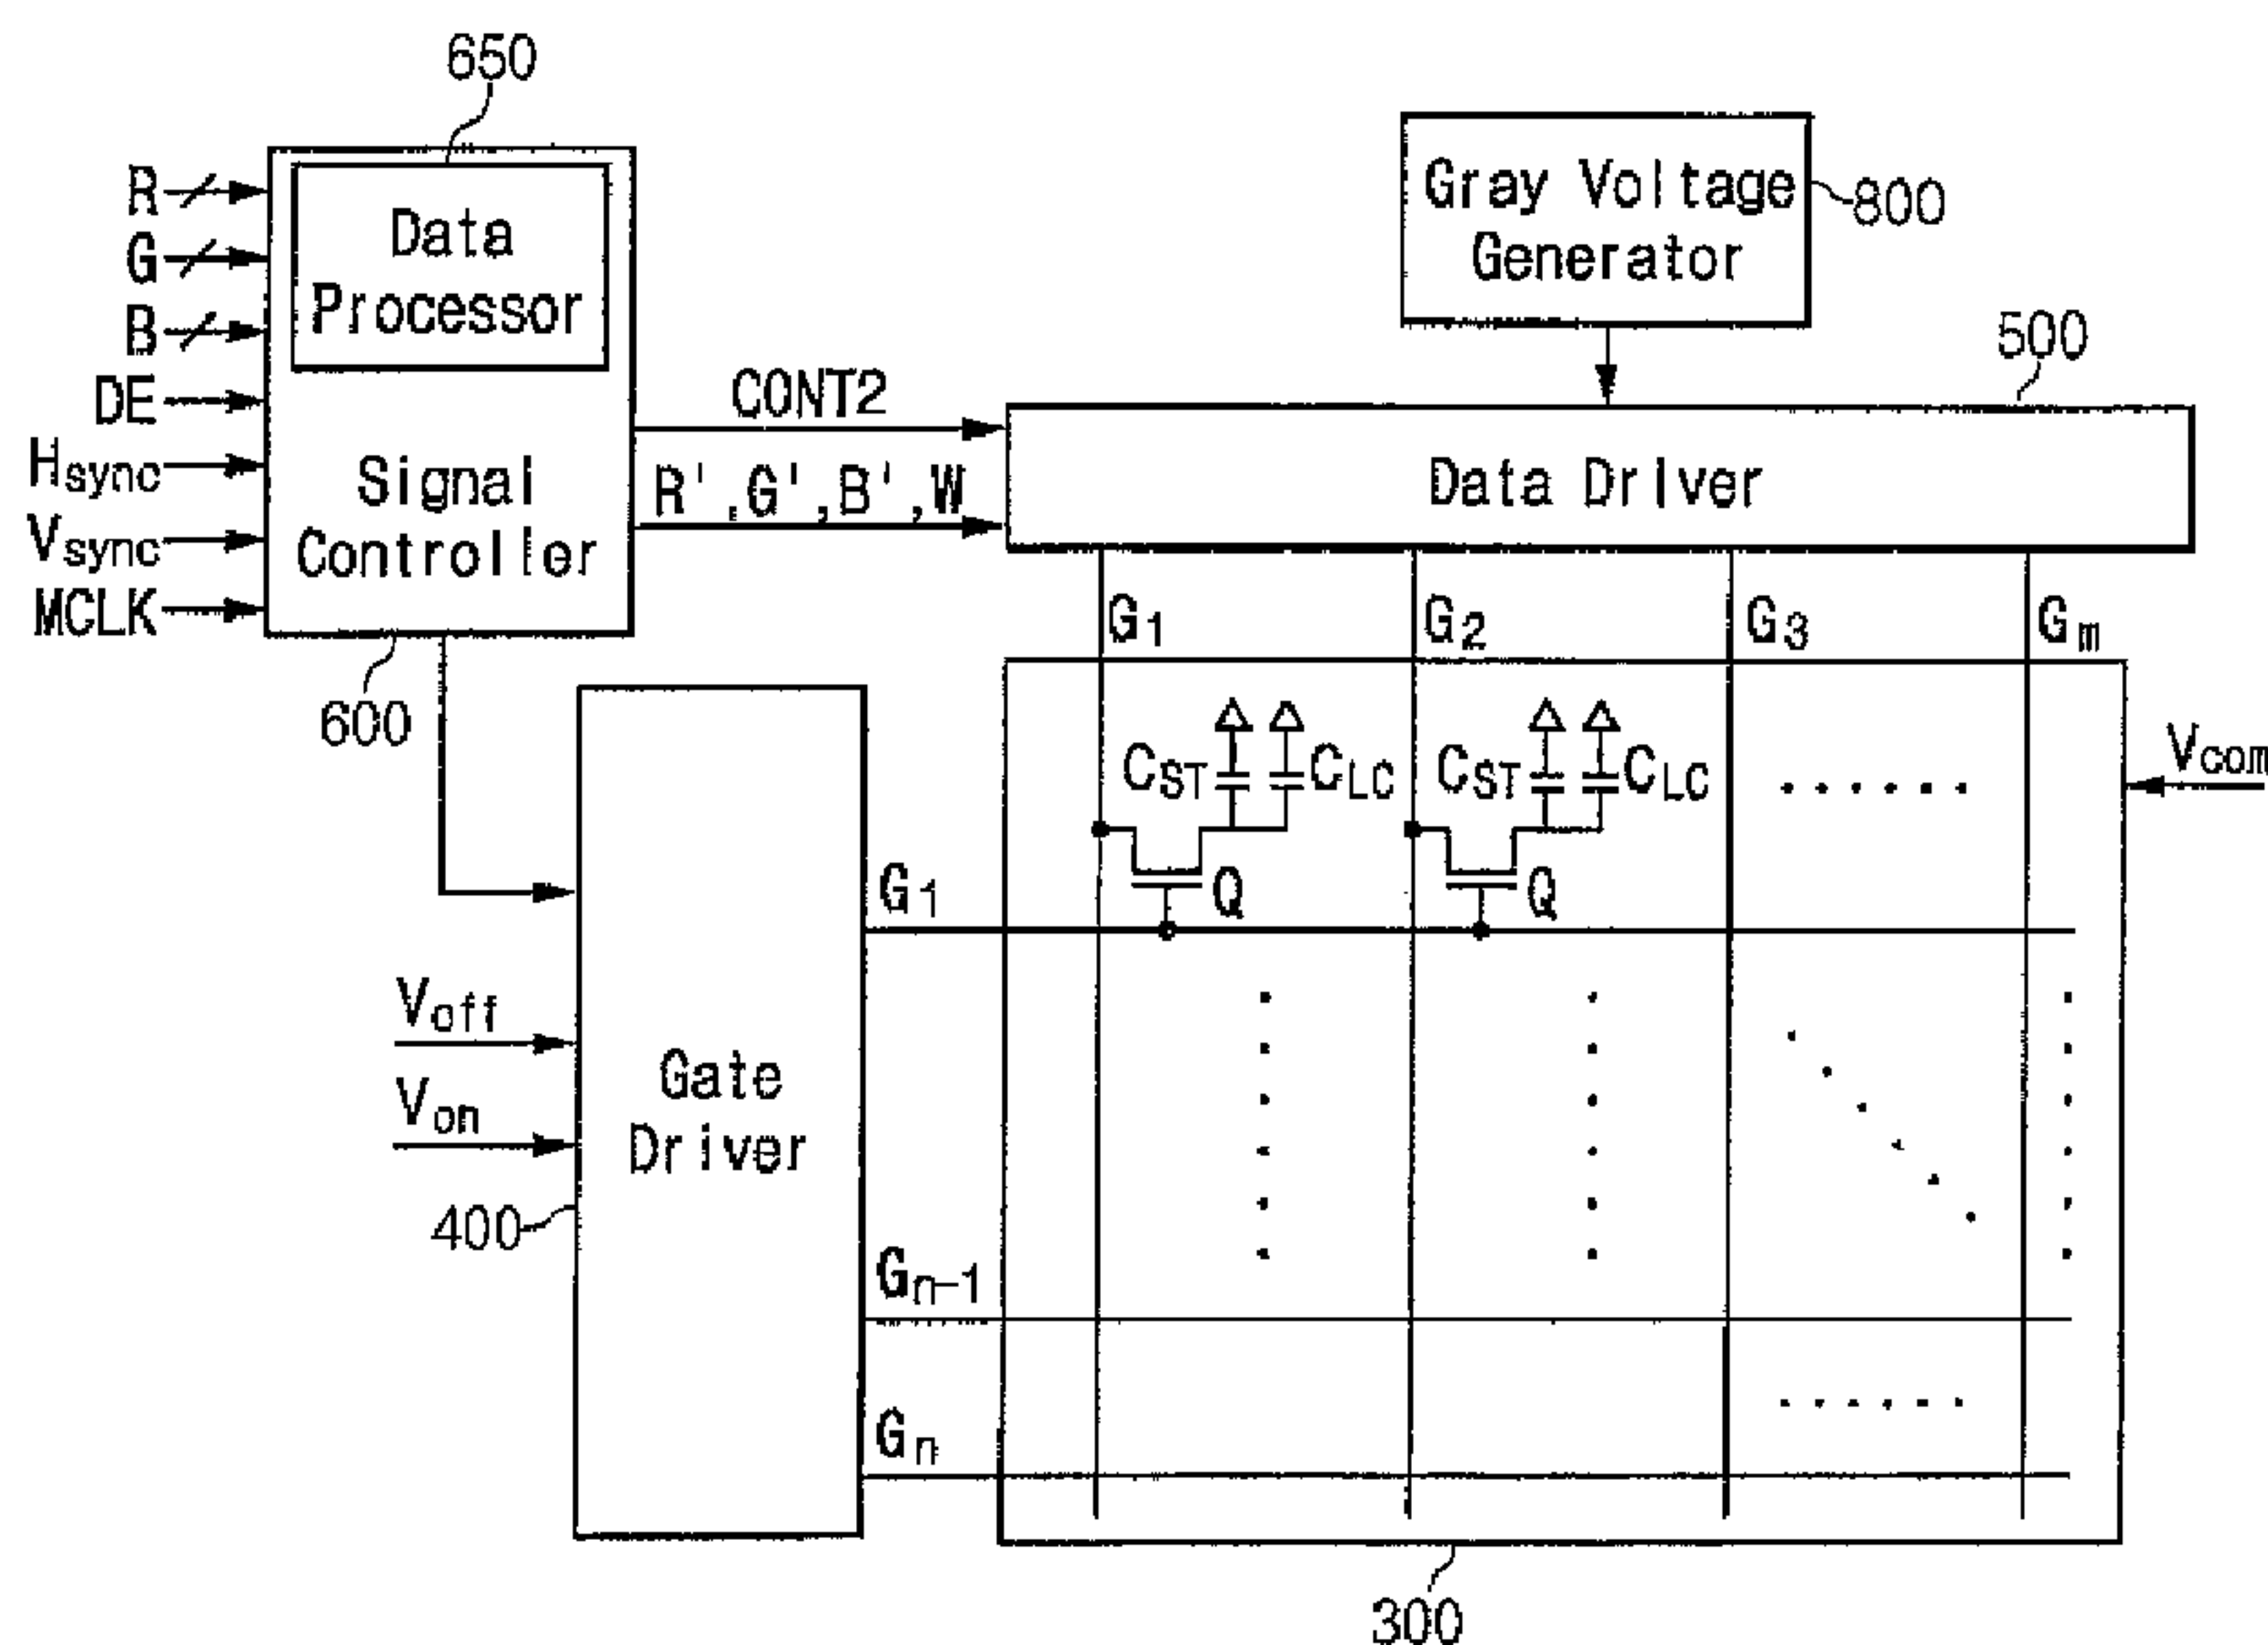 650
R
G
B
DE
Hsync
Vsync
MCLK
Data
Processor
Signal
Controller
600
Gray Voltage
Generator
800
500
CONT2
R',G',B',W
Data Driver
G1
G2
G3
Gm
CST
CLC
CST
CLC
Vcom
Q
Q
G1
Voff
Von
Gate
Driver
400
Gn-1
Gn
300